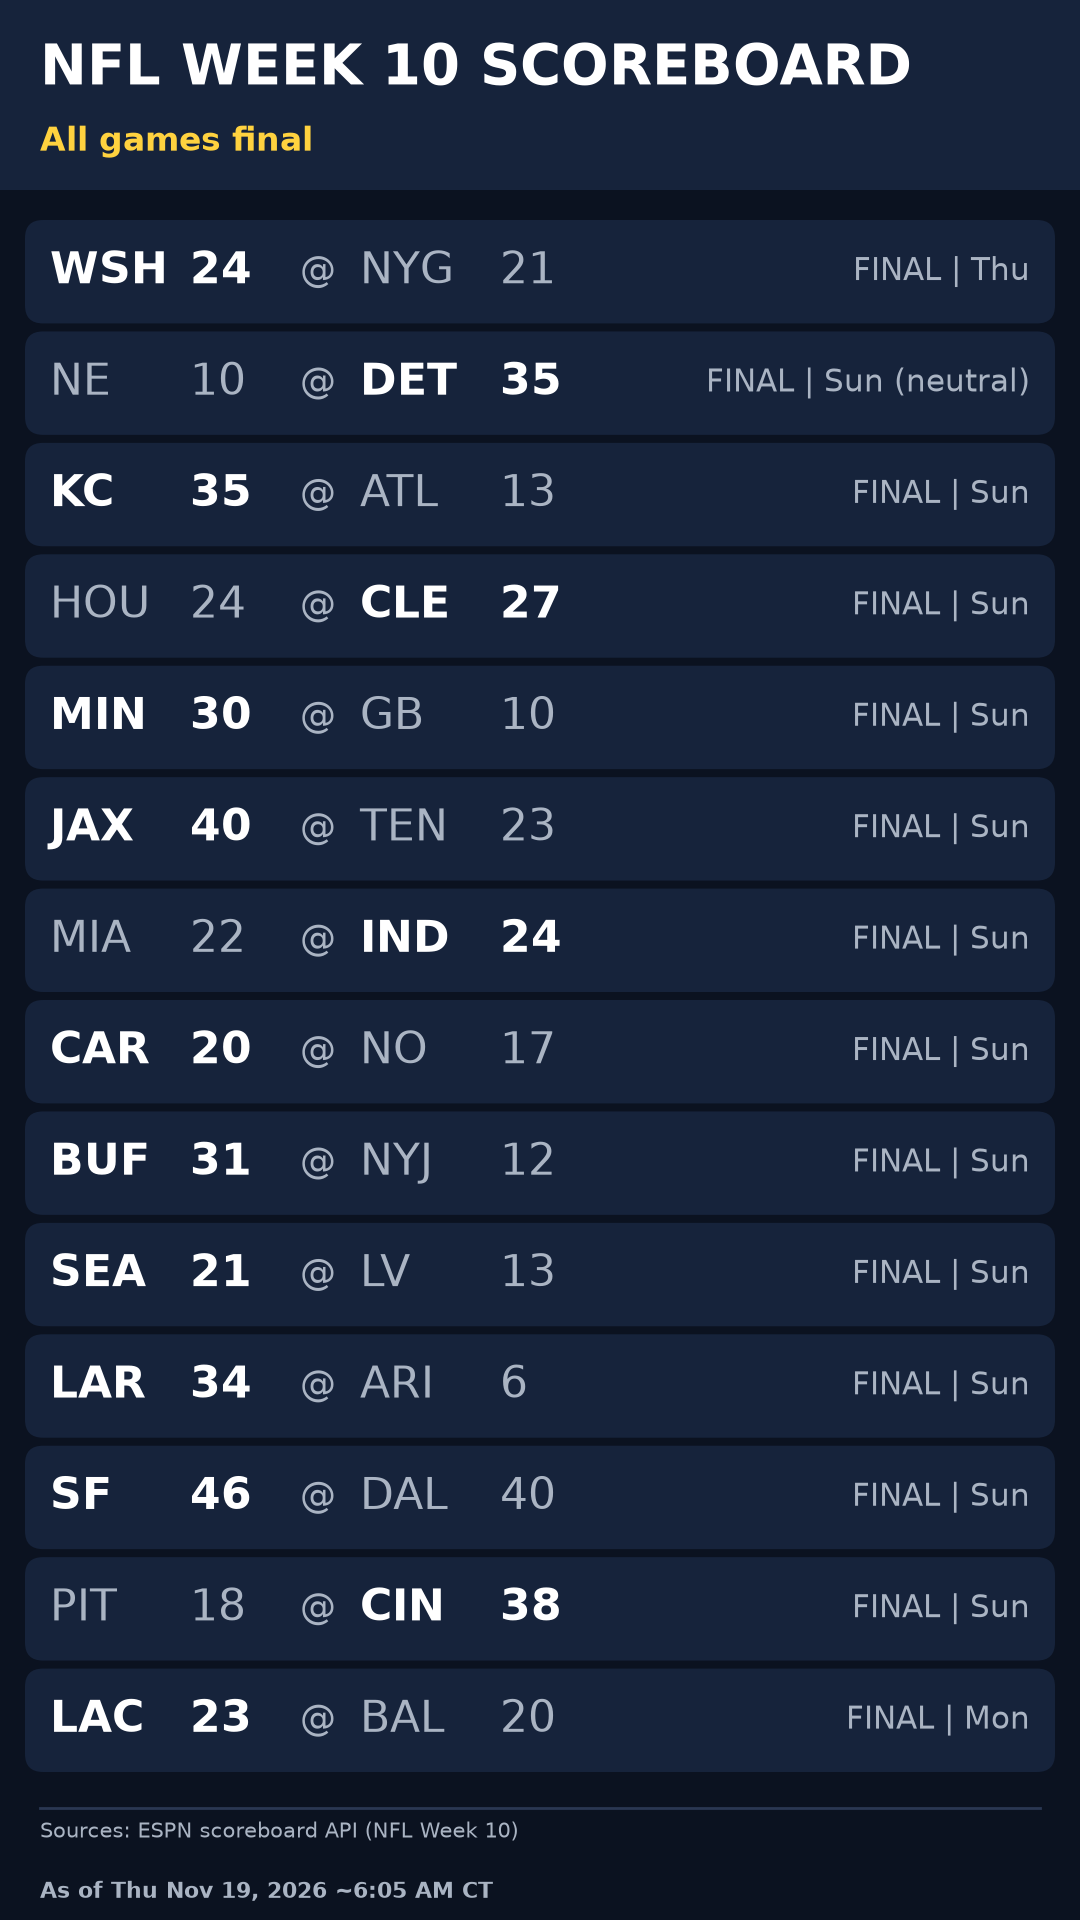 NFL WEEK 10 SCOREBOARD
All games final
WSH 24 @ NYG 21 FINAL | Thu
NE 10 @ DET 35 FINAL | Sun (neutral)
KC 35 @ ATL 13 FINAL | Sun
HOU 24 @ CLE 27 FINAL | Sun
MIN 30 @ GB 10 FINAL | Sun
JAX 40 @ TEN 23 FINAL | Sun
MIA 22 @ IND 24 FINAL | Sun
CAR 20 @ NO 17 FINAL | Sun
BUF 31 @ NYJ 12 FINAL | Sun
SEA 21 @ LV 13 FINAL | Sun
LAR 34 @ ARI 6 FINAL | Sun
SF 46 @ DAL 40 FINAL | Sun
PIT 18 @ CIN 38 FINAL | Sun
LAC 23 @ BAL 20 FINAL | Mon
Sources: ESPN scoreboard API (NFL Week 10)
As of Thu Nov 19, 2026 ~6:05 AM CT